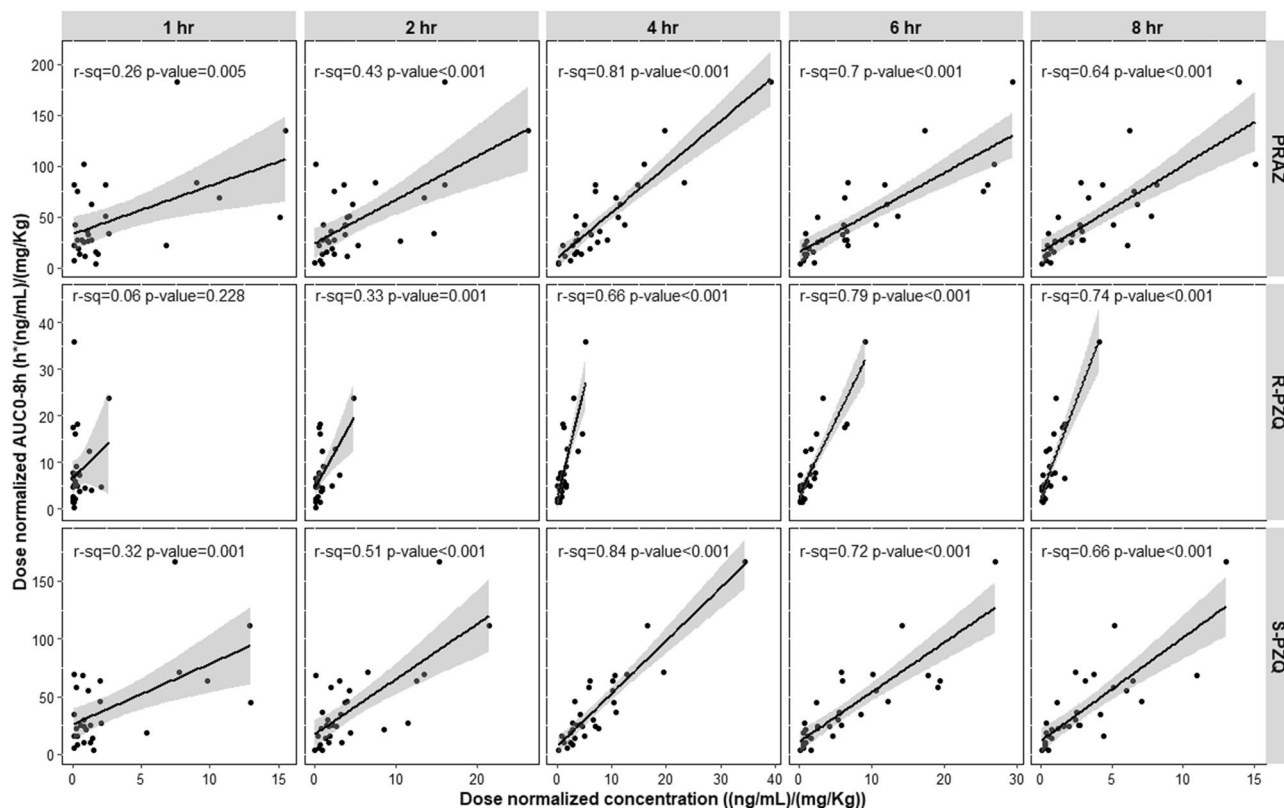 1 hr 2 hr 4 hr 6 hr 8 hr
200
150
100
50
0
r-sq=0.26 p-value=0.005 r-sq=0.43 p-value<0.001 r-sq=0.81 p-value<0.001 r-sq=0.7 p-value<0.001 r-sq=0.64 p-value<0.001
PRAZ
40
30
20
10
0
r-sq=0.06 p-value=0.228 r-sq=0.33 p-value=0.001 r-sq=0.66 p-value<0.001 r-sq=0.79 p-value<0.001 r-sq=0.74 p-value<0.001
R-PZQ
150
100
50
0
r-sq=0.32 p-value=0.001 r-sq=0.51 p-value<0.001 r-sq=0.84 p-value<0.001 r-sq=0.72 p-value<0.001 r-sq=0.66 p-value<0.001
S-PZQ
Dose normalized AUC0-8h (h*(ng/mL)/(mg/Kg)
0 5 10 15 0 10 20 0 10 20 30 40 0 10 20 30 0 5 10 15
Dose normalized concentration ((ng/mL)/(mg/Kg))